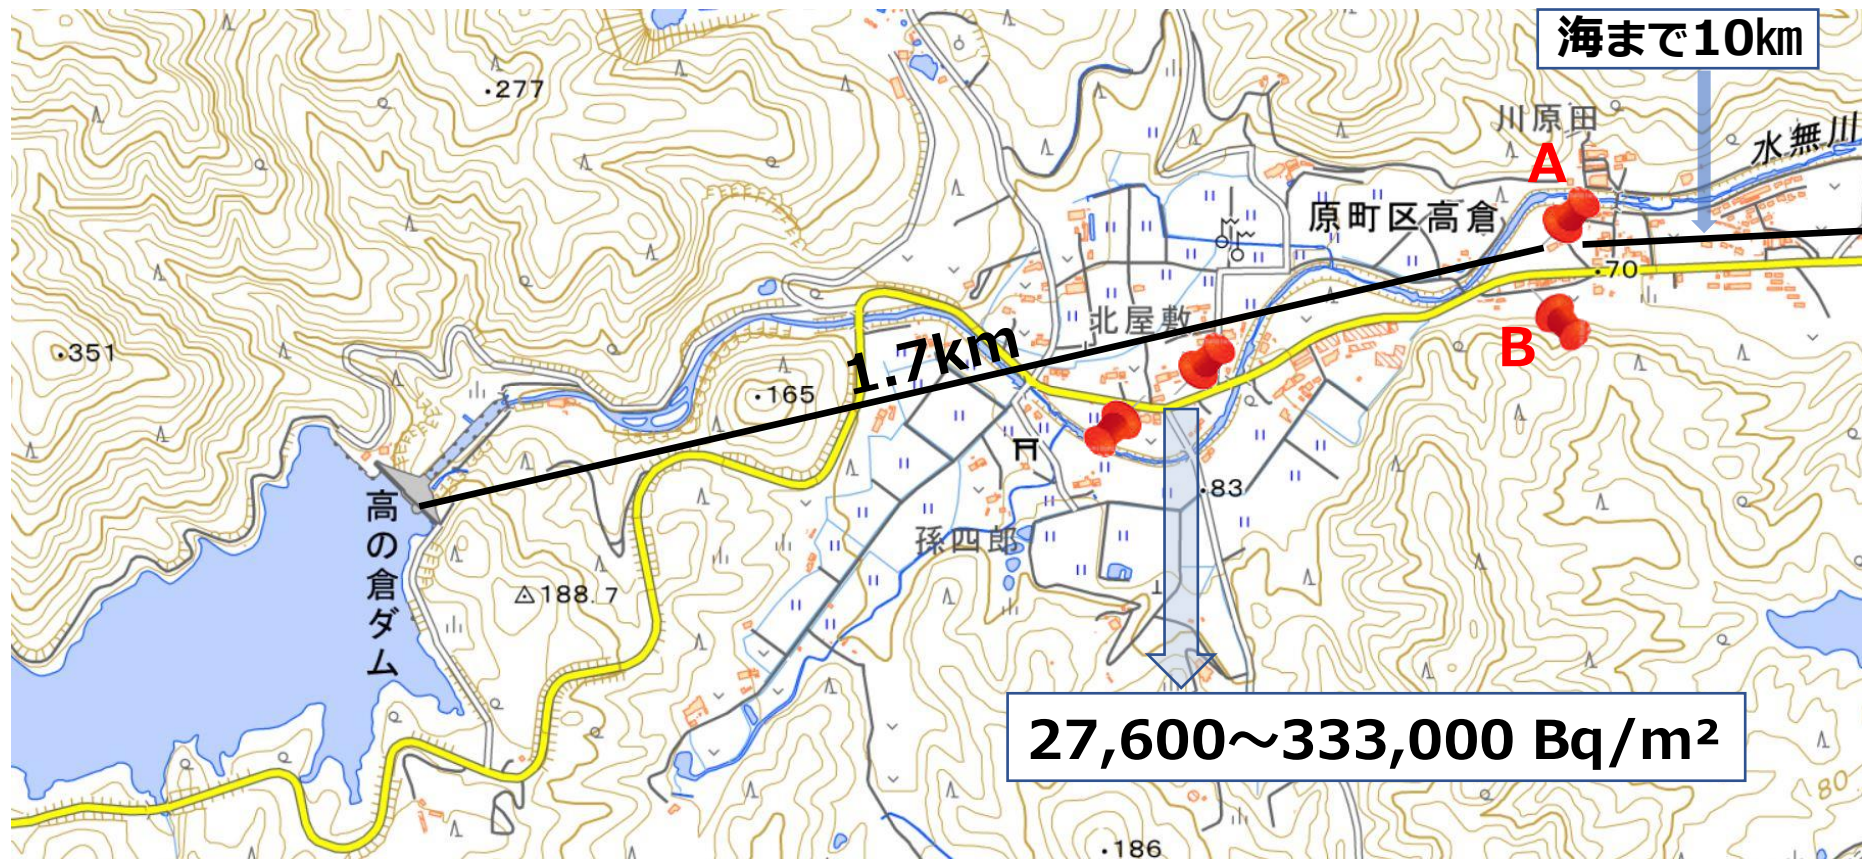 海まで10㎞
・277
川原田
水無川
A
原町区高倉
・70
北屋敷
B
・351
1.7km
・165
・83
高の倉ダム
孫四郎
188.7
27,600～333,000 Bq/m²
80
・186